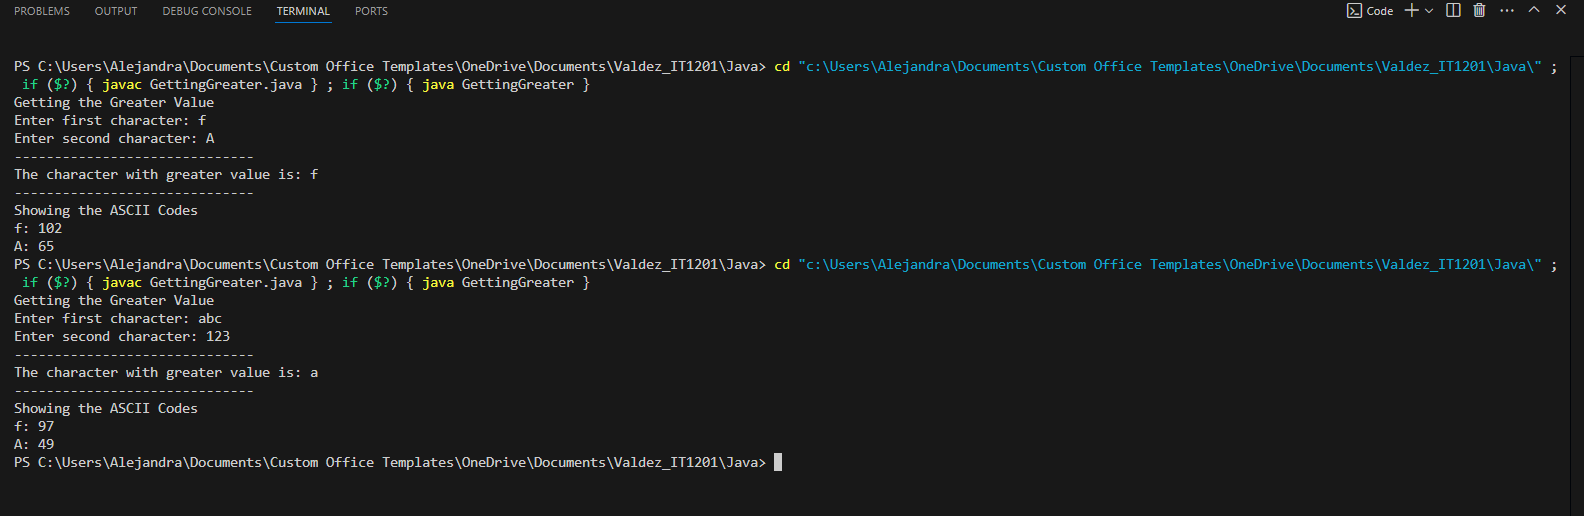 PROBLEMS OUTPUT DEBUG CONSOLE TERMINAL PORTS Code
PS C:\Users\Alejandra\Documents\Custom Office Templates\OneDrive\Documents\Valdez_IT1201\Java> cd "c:\Users\Alejandra\Documents\Custom Office Templates\OneDrive\Documents\Valdez_IT1201\Java\" ;
if ($?) { javac GettingGreater.java } ; if ($?) { java GettingGreater }
Getting the Greater Value
Enter first character: f
Enter second character: A
------------------------------
The character with greater value is: f
------------------------------
Showing the ASCII Codes
f: 102
A: 65
PS C:\Users\Alejandra\Documents\Custom Office Templates\OneDrive\Documents\Valdez_IT1201\Java> cd "c:\Users\Alejandra\Documents\Custom Office Templates\OneDrive\Documents\Valdez_IT1201\Java\" ;
if ($?) { javac GettingGreater.java } ; if ($?) { java GettingGreater }
Getting the Greater Value
Enter first character: abc
Enter second character: 123
------------------------------
The character with greater value is: a
------------------------------
Showing the ASCII Codes
f: 97
A: 49
PS C:\Users\Alejandra\Documents\Custom Office Templates\OneDrive\Documents\Valdez_IT1201\Java>